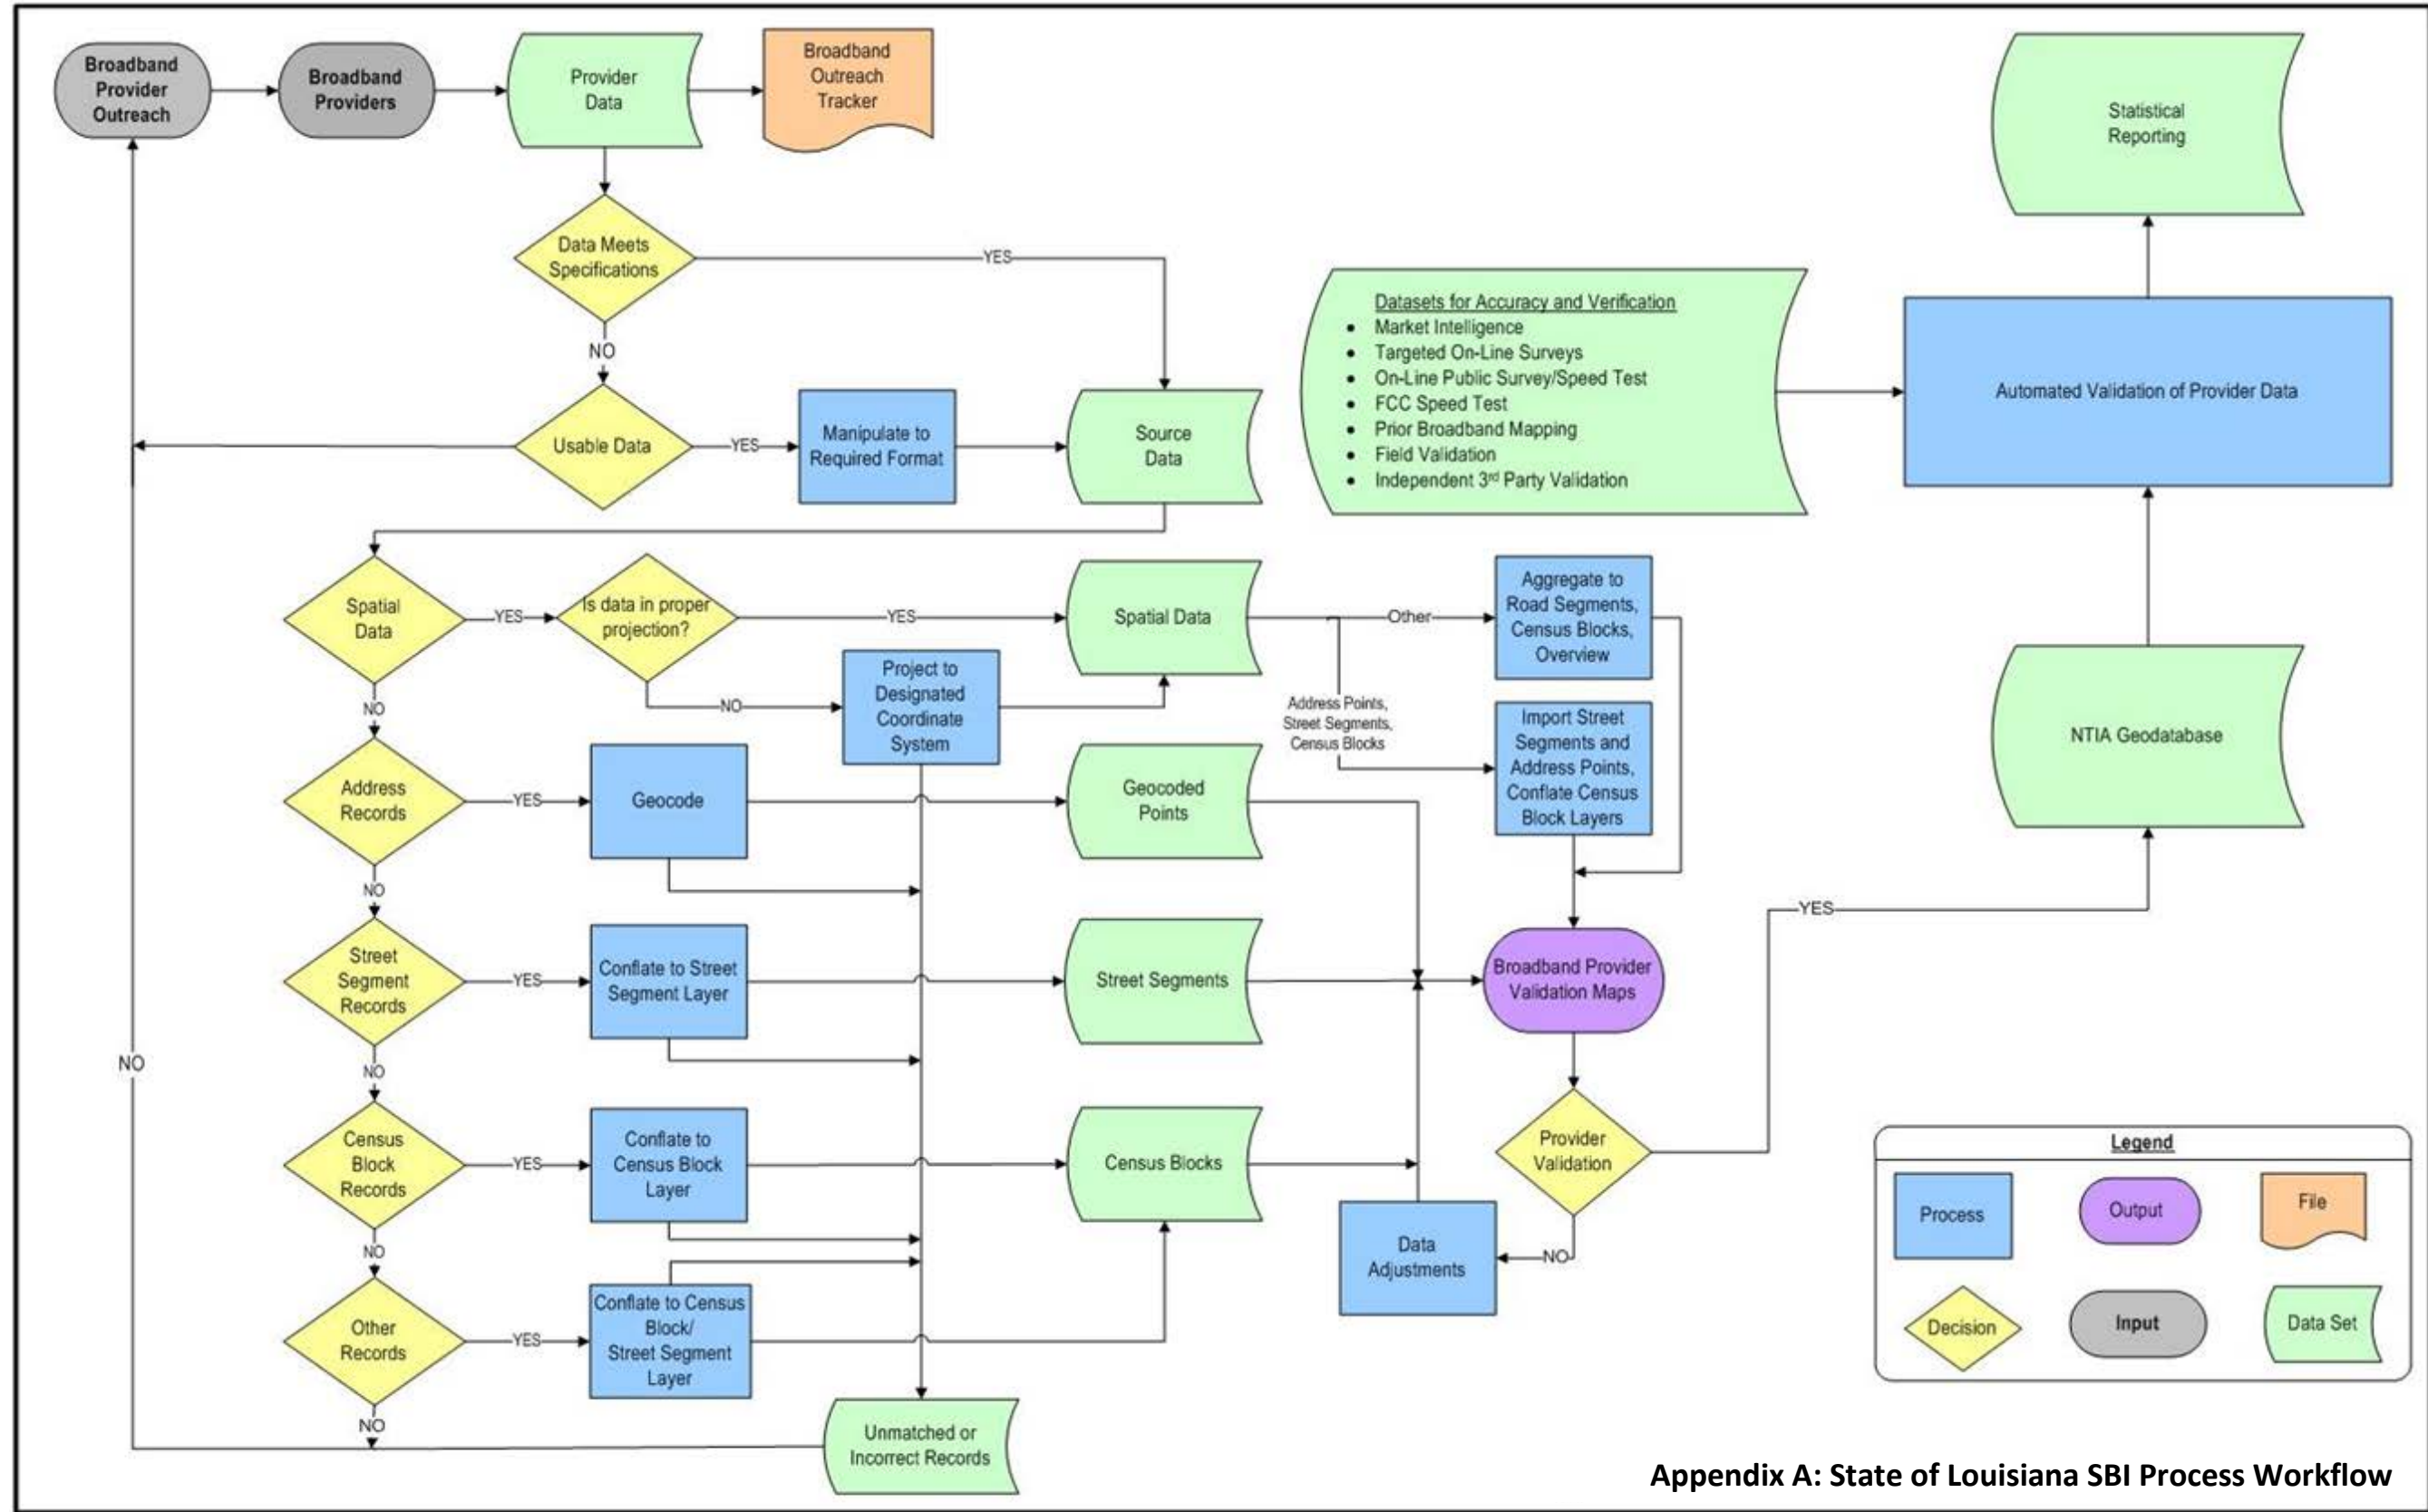 Broadband
Provider
Outreach
Broadband
Providers
Provider
Data
Broadband
Outreach
Tracker
Statistical
Reporting
Data Meets
Specifications
YES
NO
Usable Data
YES
Manipulate to
Required Format
Source
Data
Datasets for Accuracy and Verification
• Market Intelligence
• Targeted On-Line Surveys
• On-Line Public Survey/Speed Test
• FCC Speed Test
• Prior Broadband Mapping
• Field Validation
• Independent 3rd Party Validation
Automated Validation of Provider Data
Spatial
Data
YES
Is data in proper
projection?
YES
Spatial Data
Other
Aggregate to
Road Segments,
Census Blocks,
Overview
NO
NO
Project to
Designated
Coordinate
System
Address Points,
Street Segments,
Census Blocks
Import Street
Segments and
Address Points,
Conflate Census
Block Layers
NTIA Geodatabase
Address
Records
YES
Geocode
Geocoded
Points
NO
YES
Street
Segment
Records
YES
Conflate to Street
Segment Layer
Street Segments
Broadband Provider
Validation Maps
NO
NO
Census
Block
Records
YES
Conflate to
Census Block
Layer
Census Blocks
Provider
Validation
NO
NO
Data
Adjustments
Other
Records
YES
Conflate to Census
Block/
Street Segment
Layer
NO
Unmatched or
Incorrect Records
Legend
Process
Output
File
Decision
Input
Data Set
Appendix A: State of Louisiana SBI Process Workflow